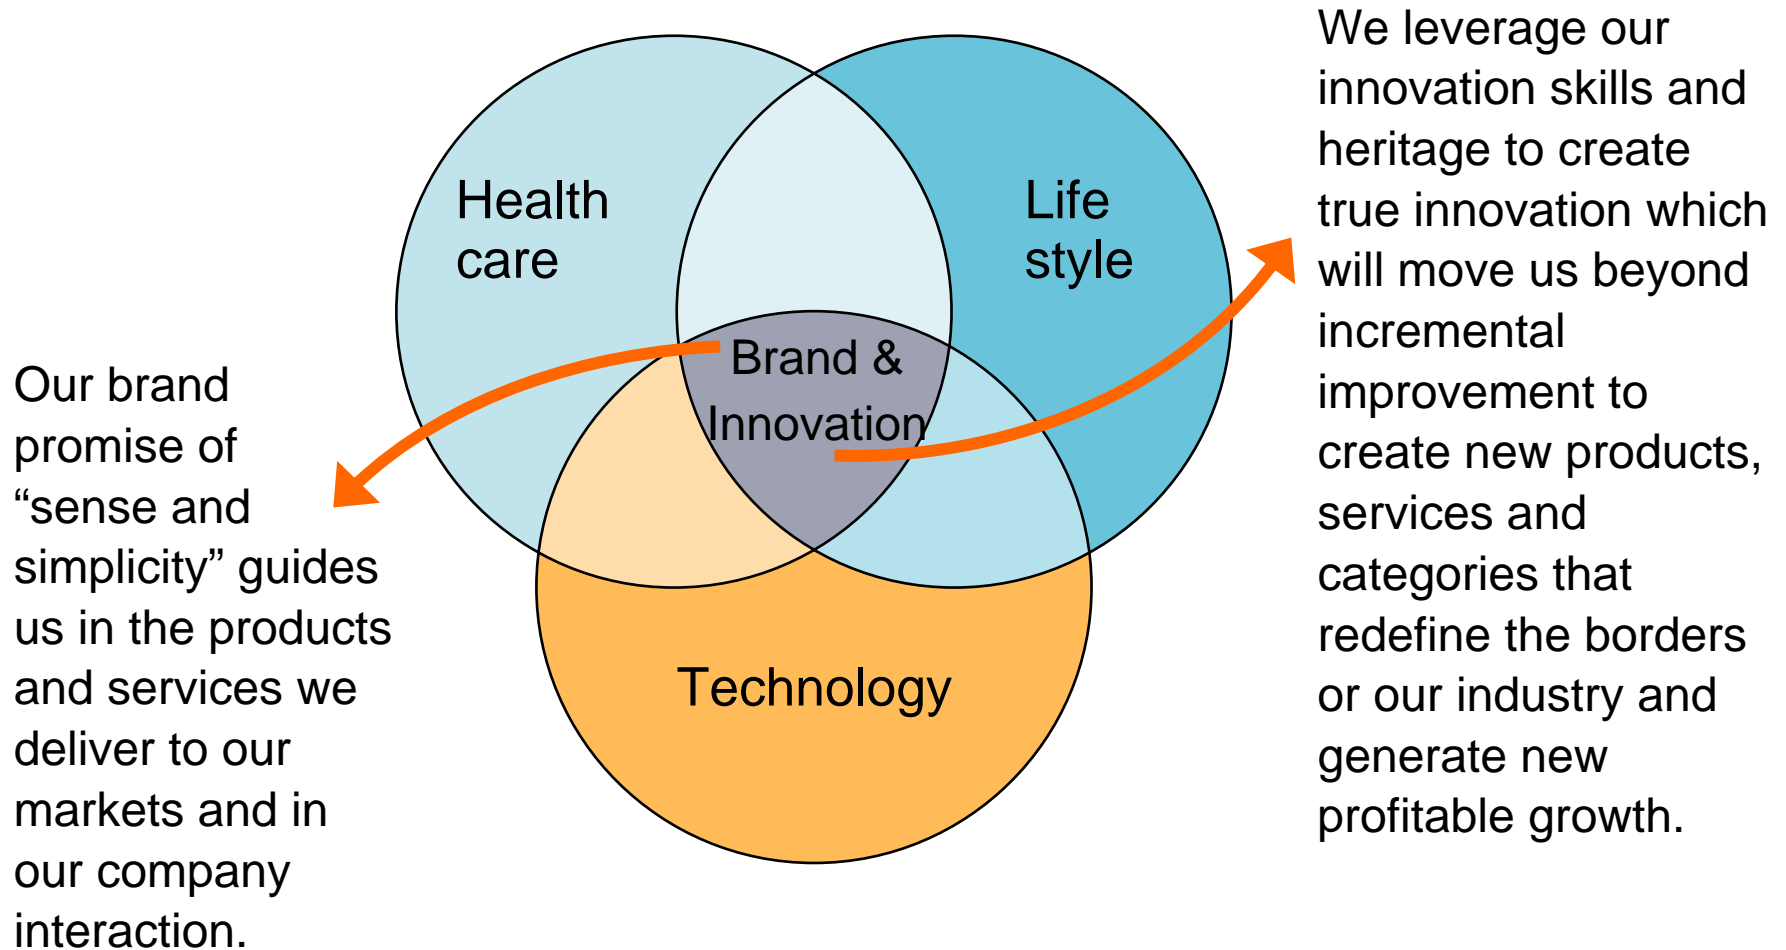 Our brand
promise of
“sense and
simplicity” guides
us in the products
and services we
deliver to our
markets and in
our company
interaction.
Health
care
Life
style
Brand &
Innovation
Technology
We leverage our
innovation skills and
heritage to create
true innovation which
will move us beyond
incremental
improvement to
create new products,
services and
categories that
redefine the borders
or our industry and
generate new
profitable growth.